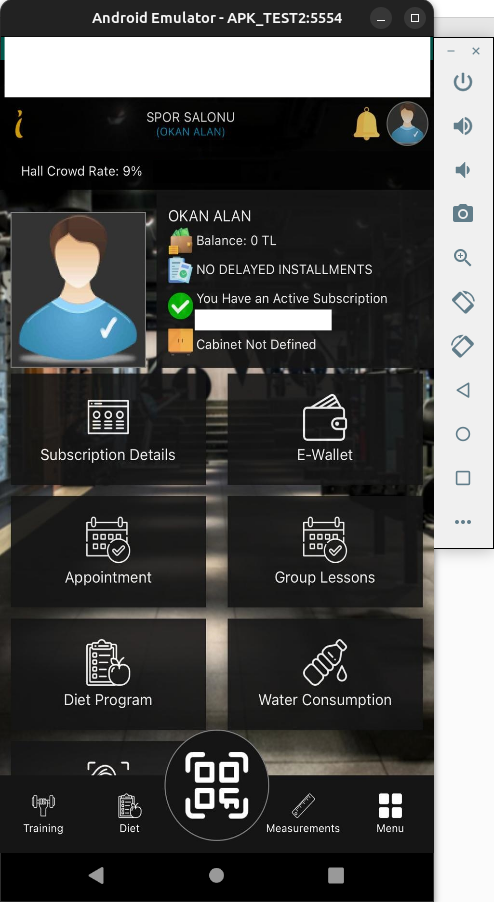 Android Emulator - APK_TEST2:5554
SPOR SALONU
(OKAN ALAN)
Hall Crowd Rate: 9%
OKAN ALAN
Balance: 0 TL
NO DELAYED INSTALLMENTS
You Have an Active Subscription
Cabinet Not Defined
Subscription Details
E-Wallet
Appointment
Group Lessons
Diet Program
Water Consumption
Training
Diet
Measurements
Menu